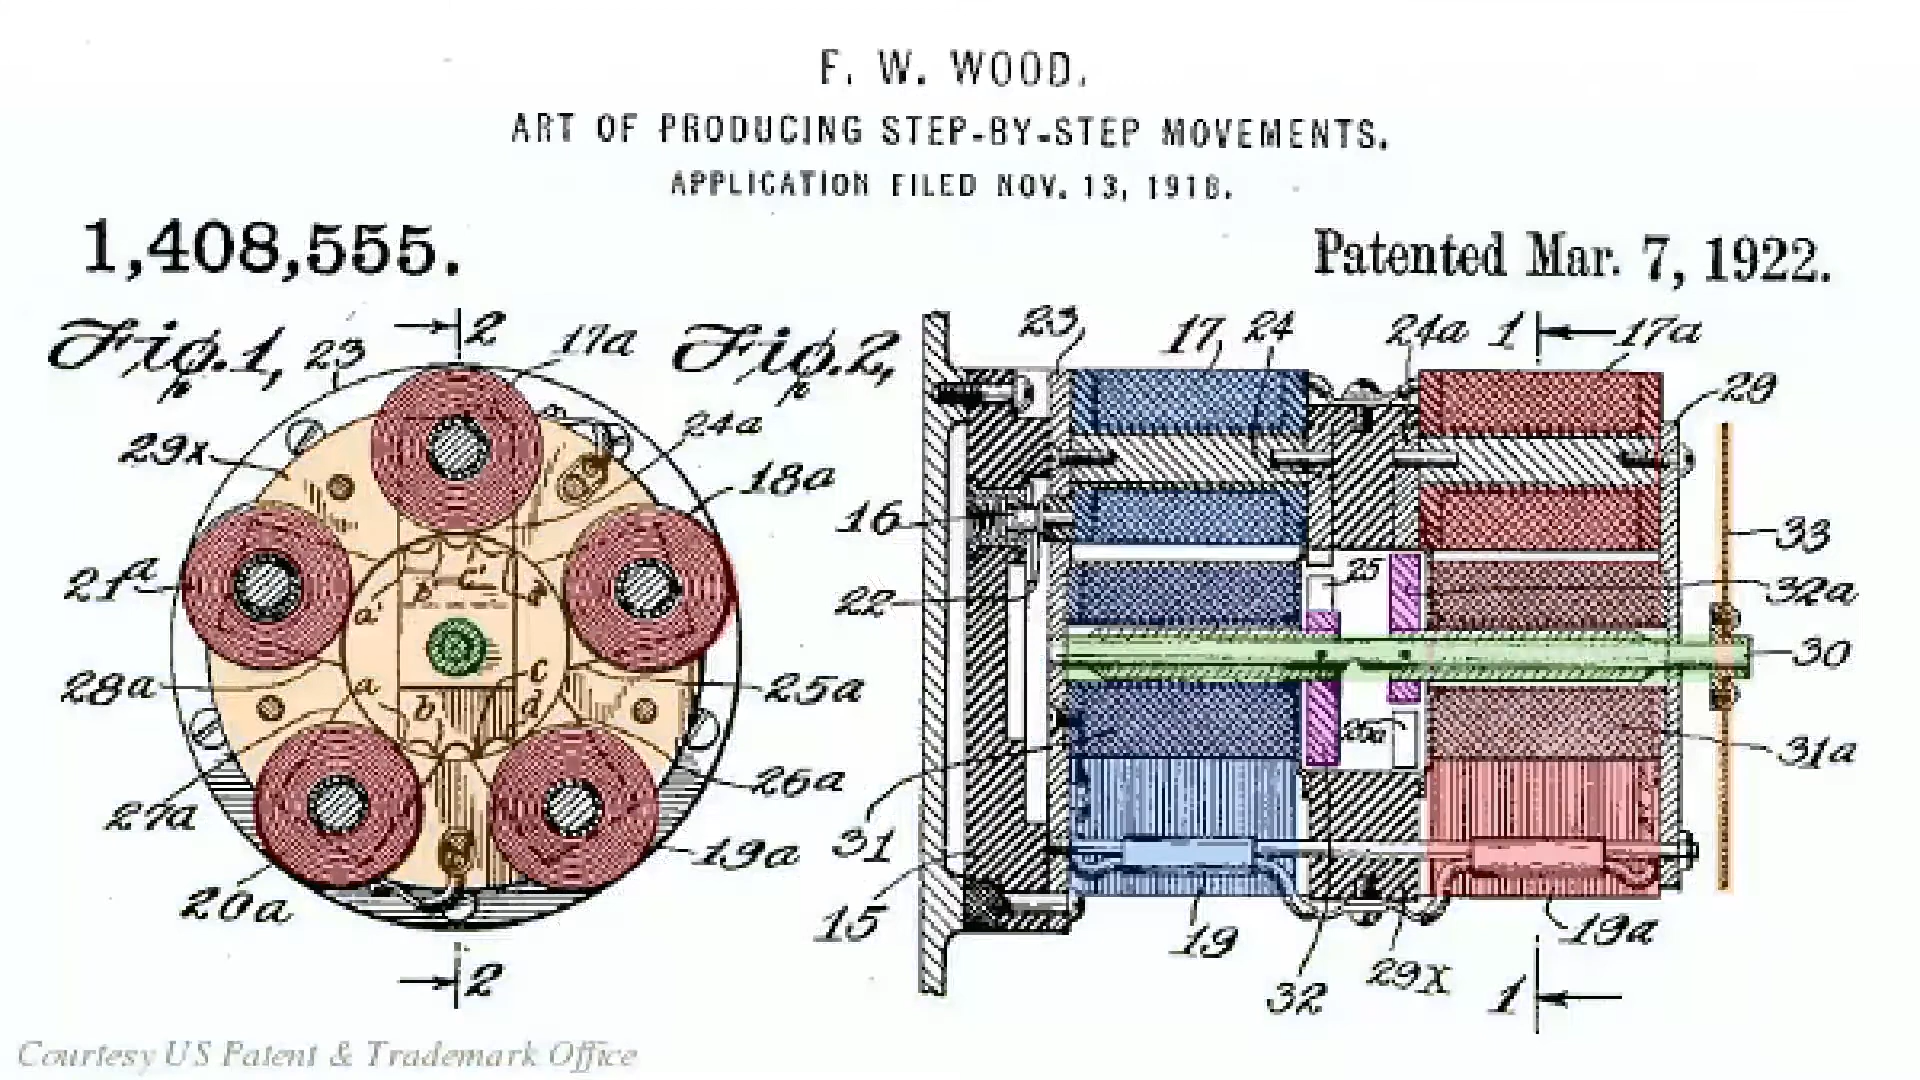 F. W. WOOD.
ART OF PRODUCING STEP-BY-STEP MOVEMENTS.
APPLICATION FILED NOV. 13, 1918.
1,408,555.
Patented Mar. 7, 1922.
Fig. 1,
23
2
17a
29x
24a
18a
21a
a'
b'
c'
28a
a
b
c
d
25a
27a
26a
20a
19a
2
Fig. 2,
23
17
24
24a
1
17a
29
16
33
25
22
32a
30
25a
31a
31
15
19
19a
32
29X
1
Courtesy US Patent & Trademark Office